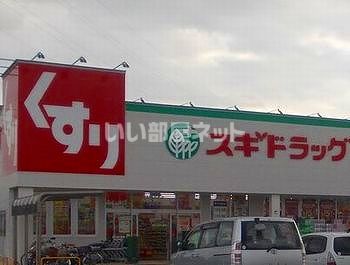 くすり
スギドラッグ
いい部屋ネット